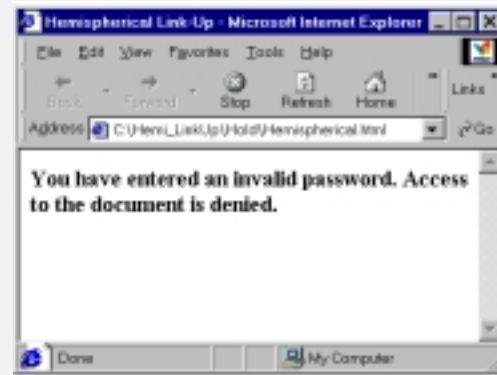 Hemispherical Link-Up - Microsoft Internet Explorer
File Edit View Favorites Tools Help
Back Forward Stop Refresh Home Links
Address C:\Hemi_LinkUp\Hold\Hemispherical.html Go
You have entered an invalid password. Access
to the document is denied.
Done My Computer